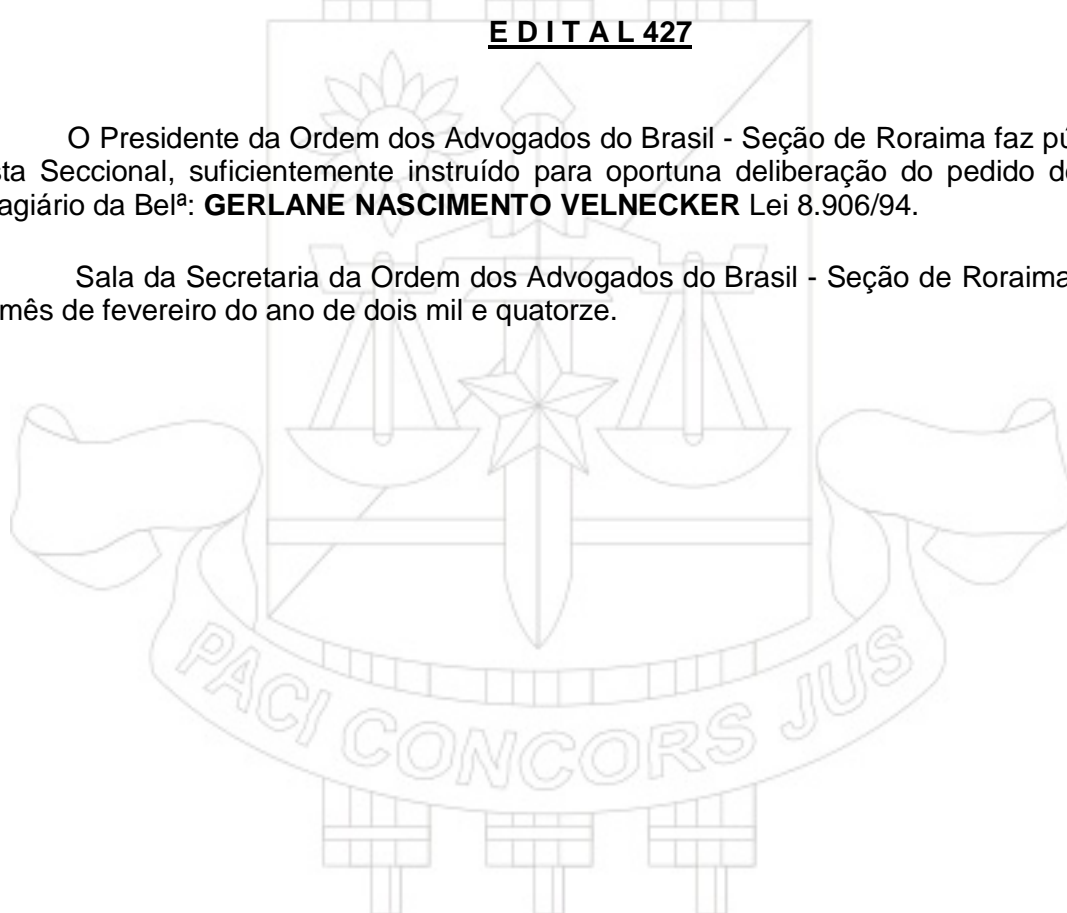 E D I T A L 427
O Presidente da Ordem dos Advogados do Brasil - Seção de Roraima faz pú
sta Seccional, suficientemente instruído para oportuna deliberação do pedido d
agiário da Belª: GERLANE NASCIMENTO VELNECKER Lei 8.906/94.
Sala da Secretaria da Ordem dos Advogados do Brasil - Seção de Roraima
mês de fevereiro do ano de dois mil e quatorze.
PACI CONCORS JUS